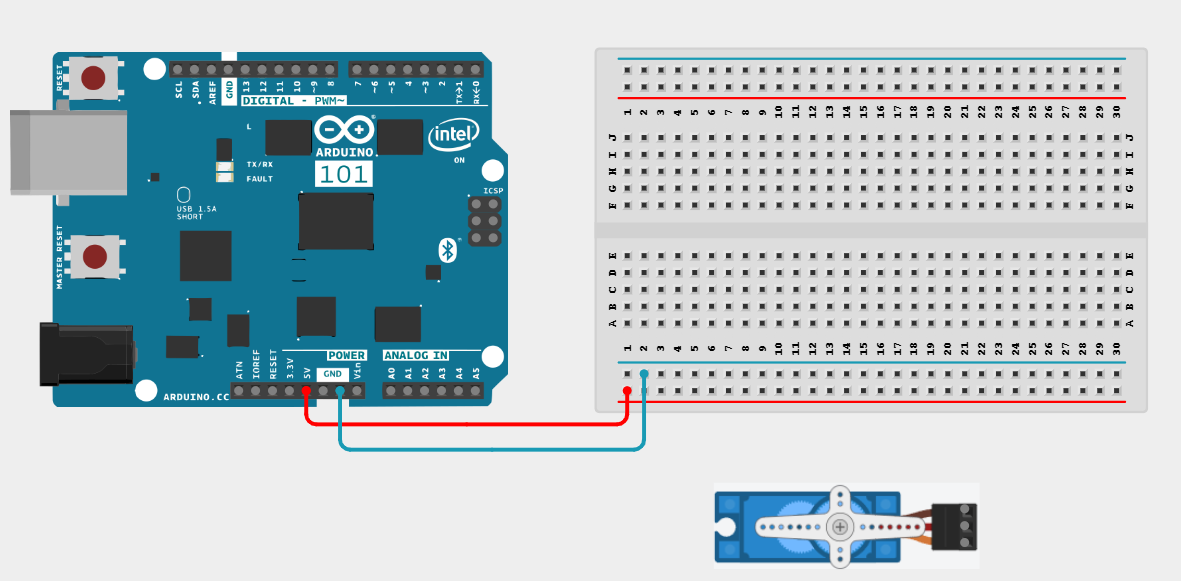 RESET
SCL
SDA
AREF
GND
13
12
11
10
~9
8
7
~6
~5
4
~3
2
TX→1
RX←0
DIGITAL - PWM~
L
TX/RX
FAULT
ARDUINO.
101
intel
ON
ICSP
USB 1.5A
SHORT
MASTER RESET
POWER
ANALOG IN
ATN
IOREF
RESET
3.3V
5V
GND
Vin
A0
A1
A2
A3
A4
A5
ARDUINO.CC
1 2 3 4 5 6 7 8 9 10 11 12 13 14 15 16 17 18 19 20 21 22 23 24 25 26 27 28 29 30
J J
I I
H H
G G
F F
E E
D D
C C
B B
A A
1 2 3 4 5 6 7 8 9 10 11 12 13 14 15 16 17 18 19 20 21 22 23 24 25 26 27 28 29 30